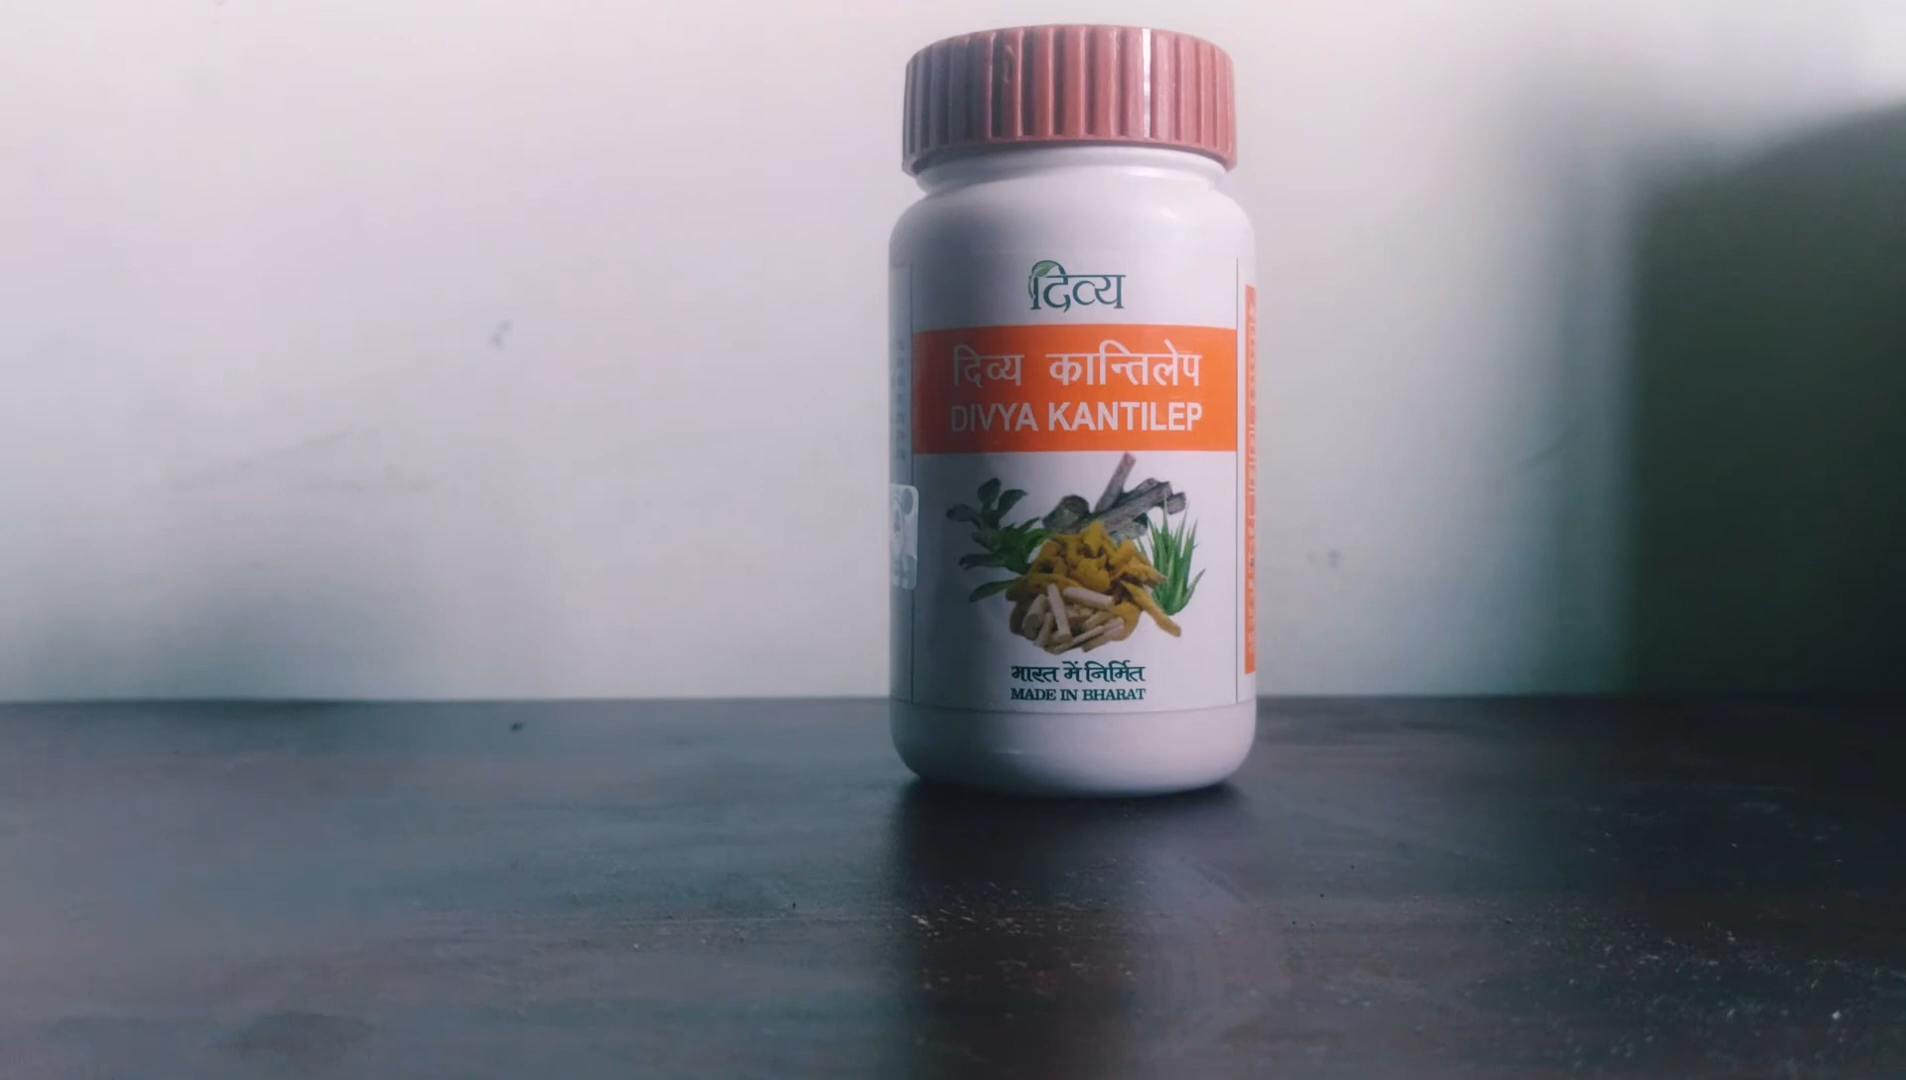 दिव्य
दिव्य कान्तिलेप
DIVYA KANTILEP
भारत में निर्मित
MADE IN BHARAT